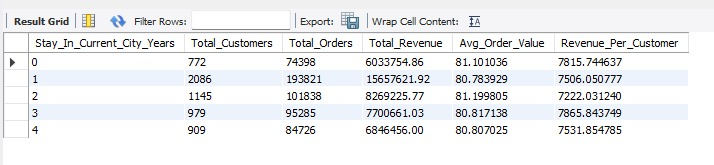 Result Grid Filter Rows: Export: Wrap Cell Content:
Stay_In_Current_City_Years Total_Customers Total_Orders Total_Revenue Avg_Order_Value Revenue_Per_Customer
0 772 74398 6033754.86 81.101036 7815.744637
1 2086 193821 15657621.92 80.783929 7506.050777
2 1145 101838 8269225.77 81.199805 7222.031240
3 979 95285 7700661.03 80.817138 7865.843749
4 909 84726 6846456.00 80.807025 7531.854785